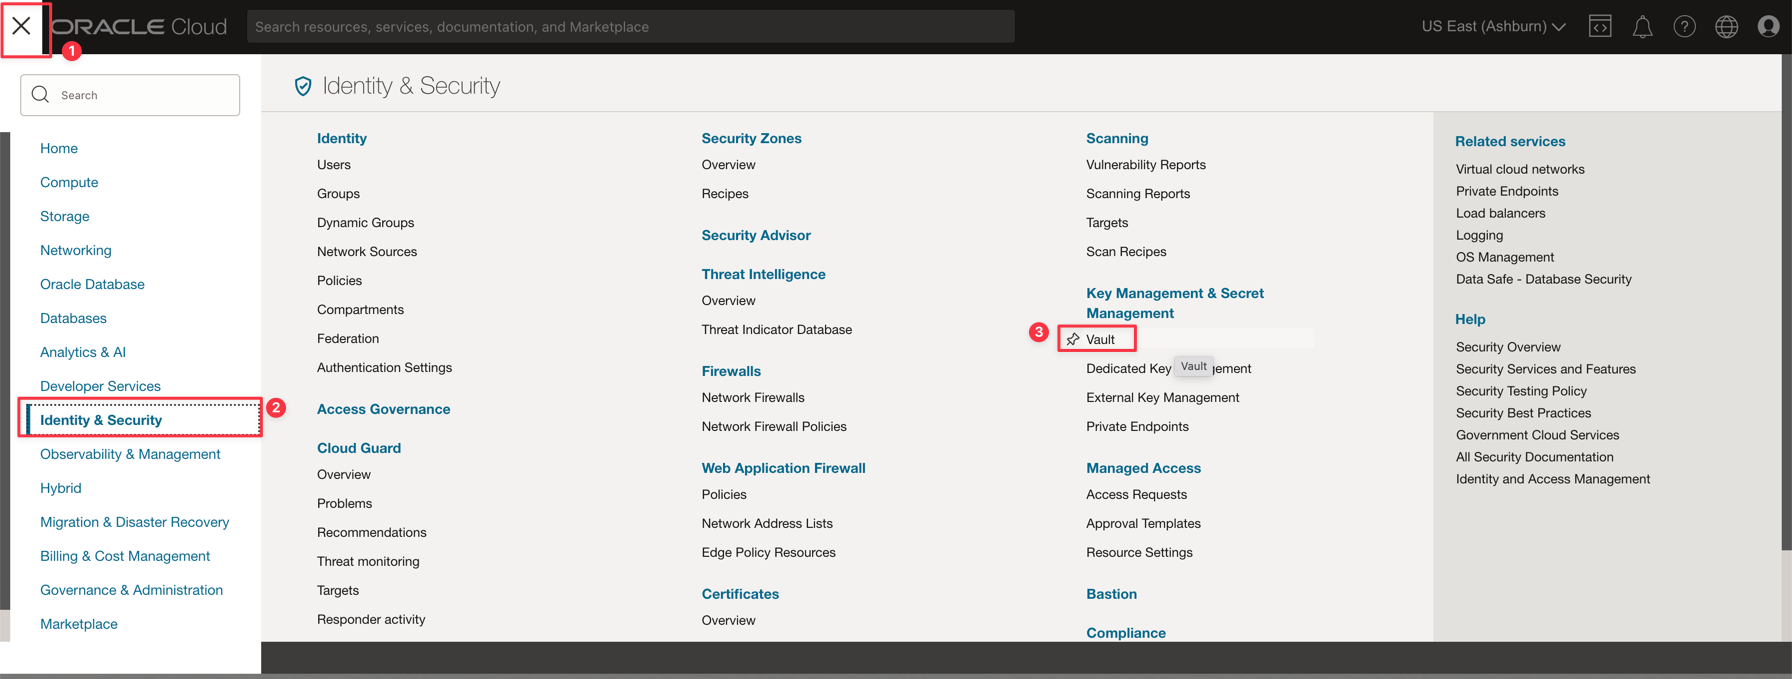 ORACLE Cloud
Search resources, services, documentation, and Marketplace
US East (Ashburn)
1
Search
Home
Compute
Storage
Networking
Oracle Database
Databases
Analytics & AI
Developer Services
Identity & Security
2
Observability & Management
Hybrid
Migration & Disaster Recovery
Billing & Cost Management
Governance & Administration
Marketplace
Identity & Security
Identity
Users
Groups
Dynamic Groups
Network Sources
Policies
Compartments
Federation
Authentication Settings
Access Governance
Cloud Guard
Overview
Problems
Recommendations
Threat monitoring
Targets
Responder activity
Security Zones
Overview
Recipes
Security Advisor
Threat Intelligence
Overview
Threat Indicator Database
Firewalls
Network Firewalls
Network Firewall Policies
Web Application Firewall
Policies
Network Address Lists
Edge Policy Resources
Certificates
Overview
Scanning
Vulnerability Reports
Scanning Reports
Targets
Scan Recipes
Key Management & Secret
Management
3
Vault
Vault
Dedicated Key
External Key Management
Private Endpoints
Managed Access
Access Requests
Approval Templates
Resource Settings
Bastion
Compliance
Related services
Virtual cloud networks
Private Endpoints
Load balancers
Logging
OS Management
Data Safe - Database Security
Help
Security Overview
Security Services and Features
Security Testing Policy
Security Best Practices
Government Cloud Services
All Security Documentation
Identity and Access Management